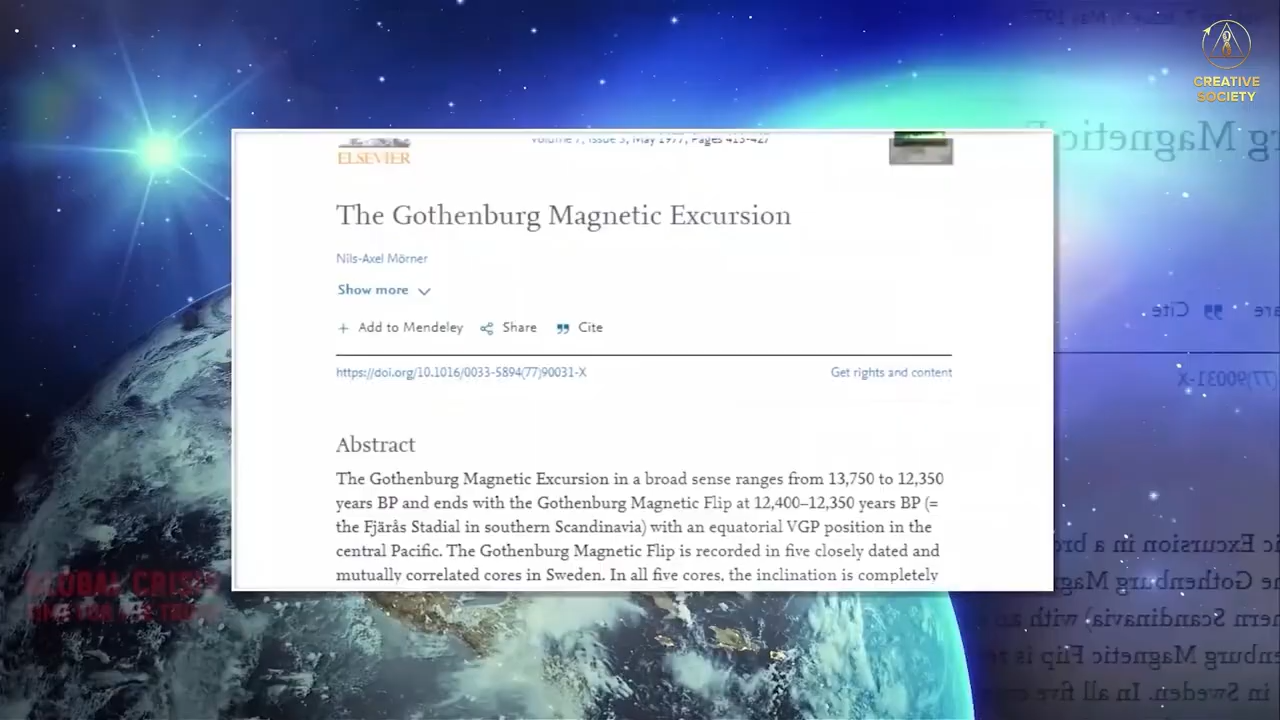 CREATIVE
SOCIETY
ELSEVIER
Volume 7, Issue 3, May 1977, Pages 413-427
The Gothenburg Magnetic Excursion
Nils-Axel Mörner
Show more
Add to Mendeley
Share
Cite
https://doi.org/10.1016/0033-5894(77)90031-X
Get rights and content
Abstract
The Gothenburg Magnetic Excursion in a broad sense ranges from 13,750 to 12,350
years BP and ends with the Gothenburg Magnetic Flip at 12,400–12,350 years BP (=
the Fjärås Stadial in southern Scandinavia) with an equatorial VGP position in the
central Pacific. The Gothenburg Magnetic Flip is recorded in five closely dated and
mutually correlated cores in Sweden. In all five cores, the inclination is completely
GLOBAL CRISIS